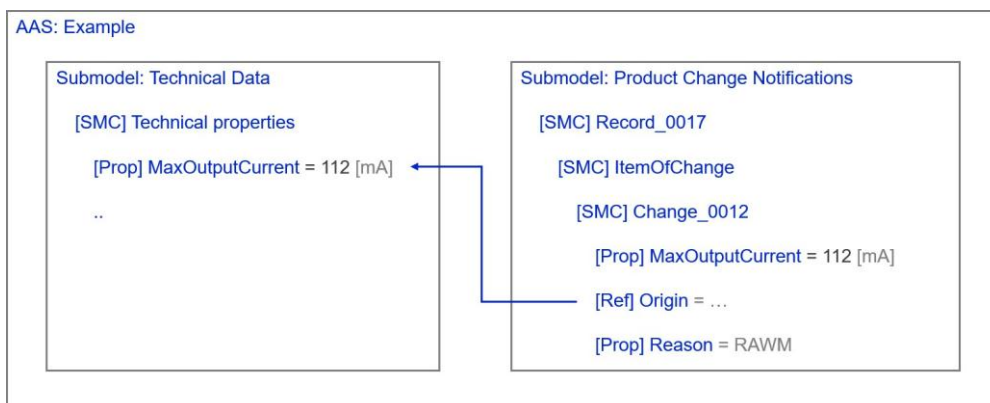 AAS: Example
Submodel: Technical Data
[SMC] Technical properties
[Prop] MaxOutputCurrent = 112 [mA]
..
Submodel: Product Change Notifications
[SMC] Record_0017
[SMC] ItemOfChange
[SMC] Change_0012
[Prop] MaxOutputCurrent = 112 [mA]
[Ref] Origin = …
[Prop] Reason = RAWM